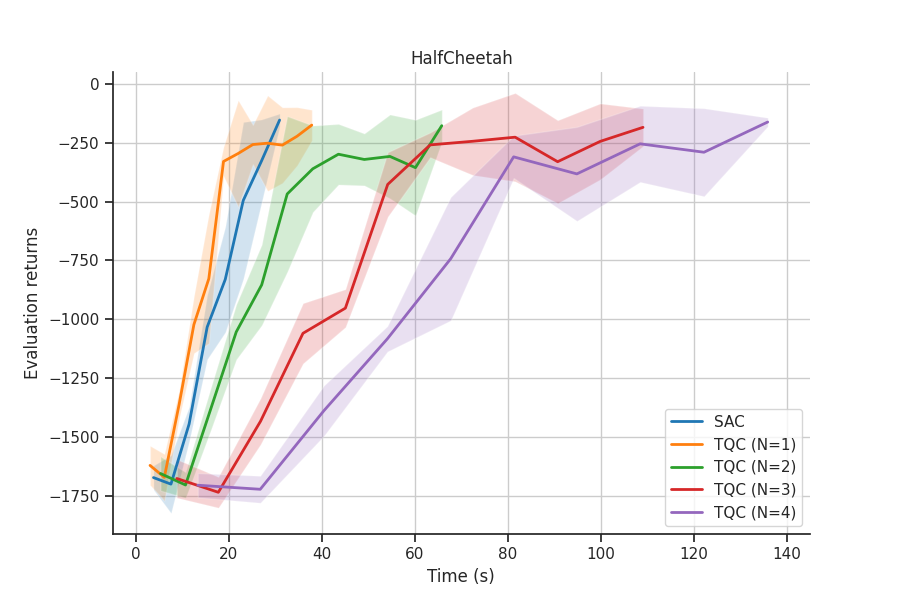 HalfCheetah
Evaluation returns
0
−250
−500
−750
−1000
−1250
−1500
−1750
0 20 40 60 80 100 120 140
Time (s)
SAC
TQC (N=1)
TQC (N=2)
TQC (N=3)
TQC (N=4)